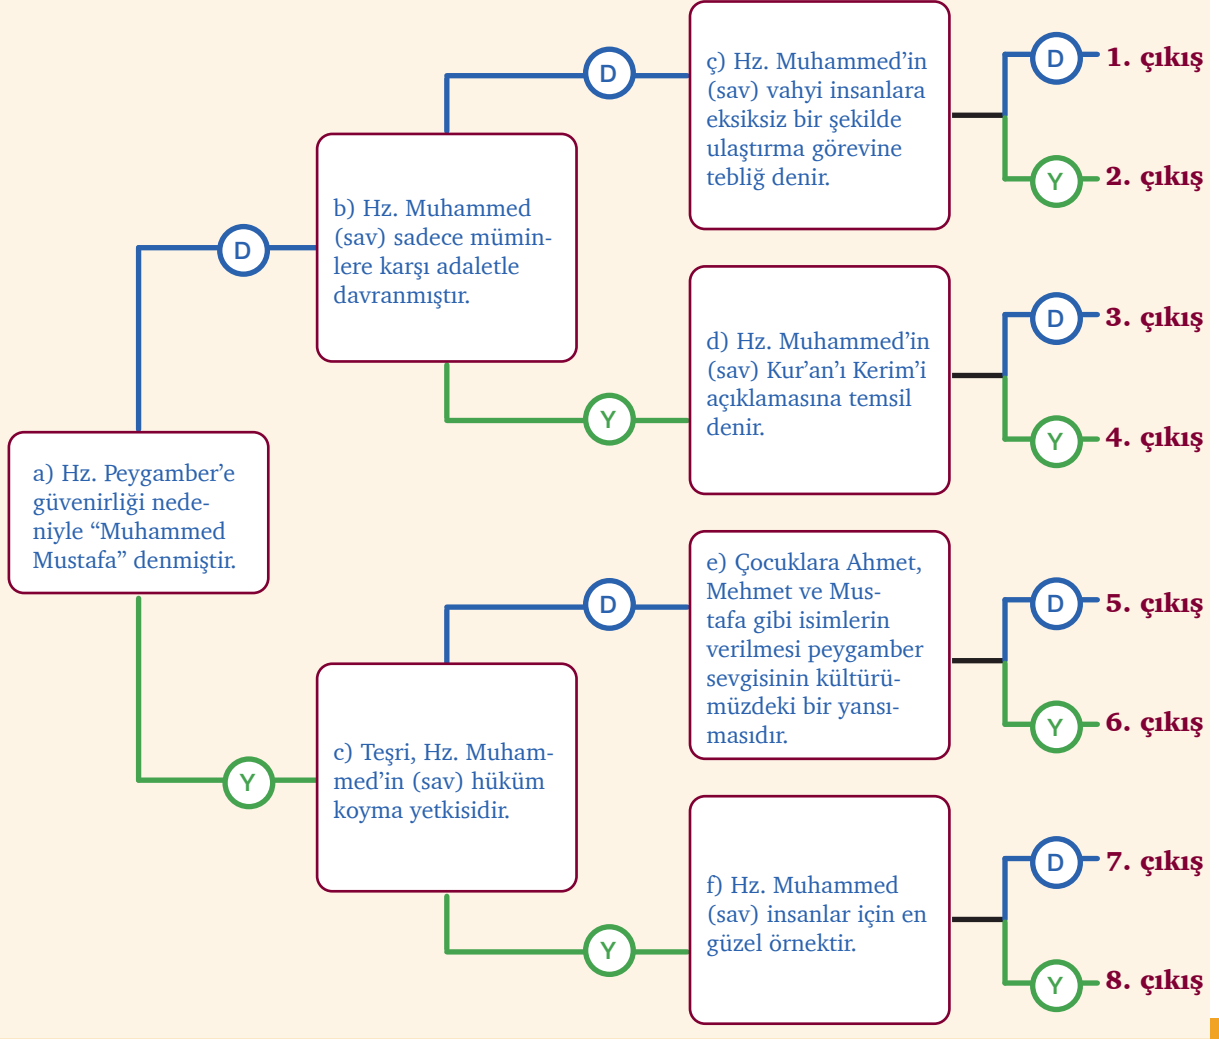 a) Hz. Peygamber’e
güvenirliği nede-
niyle “Muhammed
Mustafa” denmiştir.
D
Y
b) Hz. Muhammed
(sav) sadece mümin-
lere karşı adaletle
davranmıştır.
D
Y
c) Teşri, Hz. Muham-
med’in (sav) hüküm
koyma yetkisidir.
D
Y
ç) Hz. Muhammed’in
(sav) vahyi insanlara
eksiksiz bir şekilde
ulaştırma görevine
tebliğ denir.
D 1. çıkış
Y 2. çıkış
d) Hz. Muhammed’in
(sav) Kur’an’ı Kerim’i
açıklamasına temsil
denir.
D 3. çıkış
Y 4. çıkış
e) Çocuklara Ahmet,
Mehmet ve Mus-
tafa gibi isimlerin
verilmesi peygamber
sevgisinin kültürü-
müzdeki bir yansı-
masıdır.
D 5. çıkış
Y 6. çıkış
f) Hz. Muhammed
(sav) insanlar için en
güzel örnektir.
D 7. çıkış
Y 8. çıkış